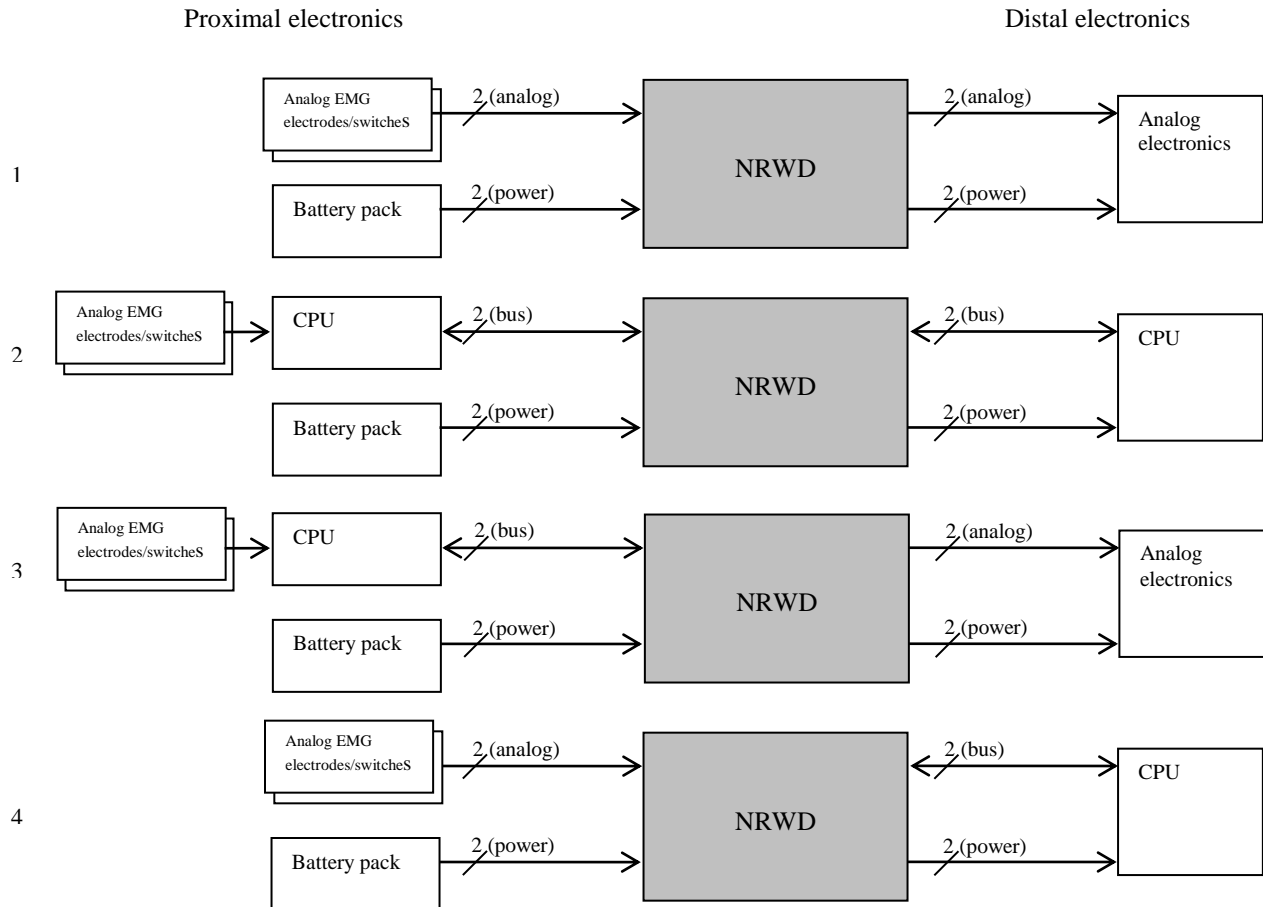 Proximal electronics
Distal electronics
1
Analog EMG
electrodes/switches
2 (analog)
NRWD
2 (analog)
Analog
electronics
Battery pack
2 (power)
2 (power)
2
Analog EMG
electrodes/switches
CPU
2 (bus)
NRWD
2 (bus)
CPU
Battery pack
2 (power)
2 (power)
3
Analog EMG
electrodes/switches
CPU
2 (bus)
NRWD
2 (analog)
Analog
electronics
Battery pack
2 (power)
2 (power)
4
Analog EMG
electrodes/switches
2 (analog)
NRWD
2 (bus)
CPU
Battery pack
2 (power)
2 (power)